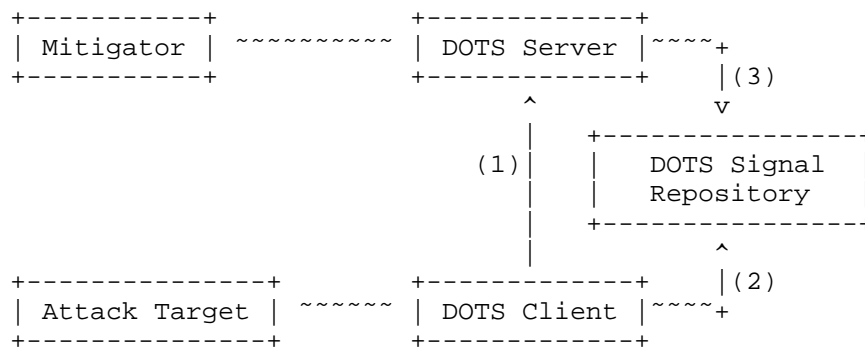 Mitigator ~~~~~~~~~~ DOTS Server ~~~~+
(3)
(1) DOTS Signal
Repository
(2)
Attack Target ~~~~~~ DOTS Client ~~~~+